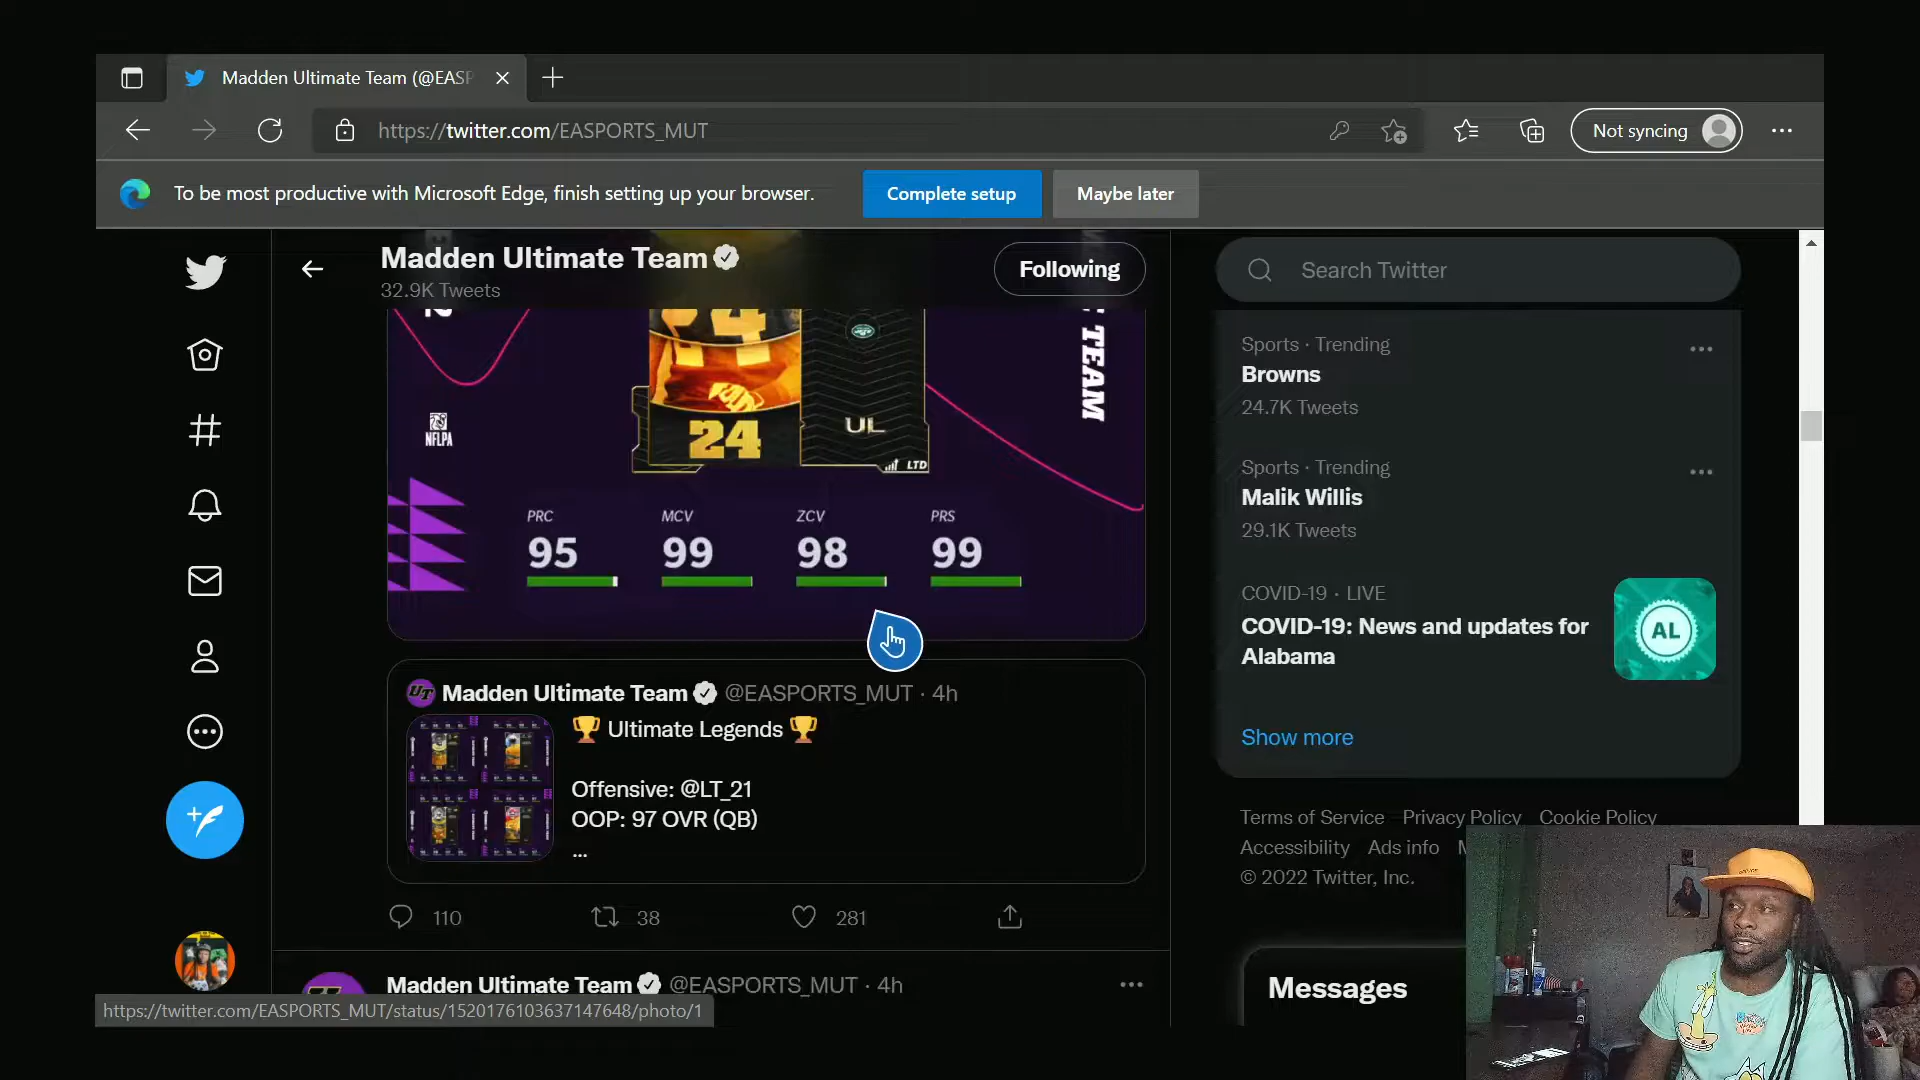 Madden Ultimate Team (@EASP
https://twitter.com/EASPORTS_MUT
Not syncing
To be most productive with Microsoft Edge, finish setting up your browser.
Complete setup
Maybe later
Madden Ultimate Team
32.9K Tweets
Following
Search Twitter
TEAM
NFLPA
24
UL
LTD
PRC
MCV
ZCV
PRS
95
99
98
99
Sports · Trending
Browns
24.7K Tweets
Sports · Trending
Malik Willis
29.1K Tweets
COVID-19 · LIVE
COVID-19: News and updates for
Alabama
AL
Show more
UT
Madden Ultimate Team @EASPORTS_MUT · 4h
🏆 Ultimate Legends 🏆
Offensive: @LT_21
OOP: 97 OVR (QB)
...
110
38
281
Terms of Service Privacy Policy Cookie Policy
Accessibility Ads info
© 2022 Twitter, Inc.
Madden Ultimate Team @EASPORTS_MUT · 4h
Messages
https://twitter.com/EASPORTS_MUT/status/1520176103637147648/photo/1